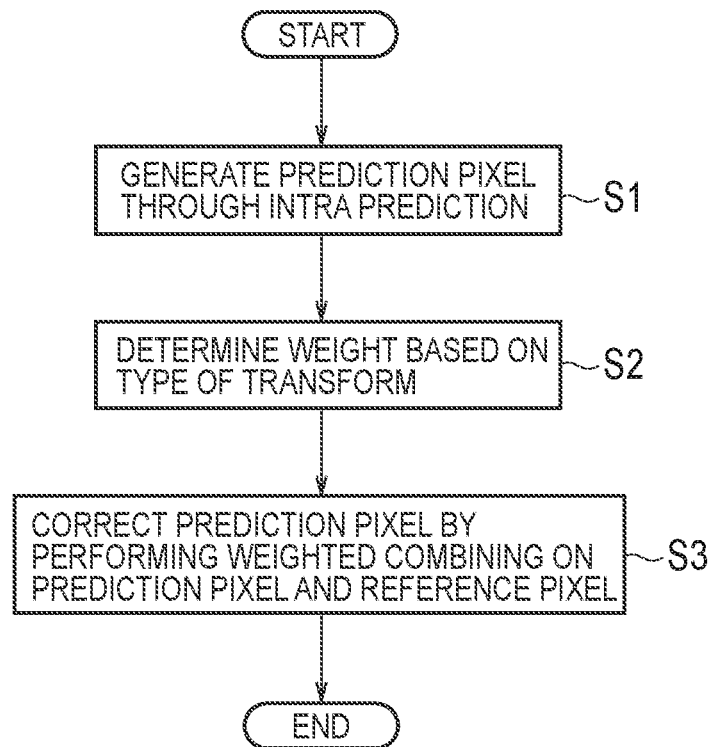 START
GENERATE PREDICTION PIXEL
THROUGH INTRA PREDICTION
S1
DETERMINE WEIGHT BASED ON
TYPE OF TRANSFORM
S2
CORRECT PREDICTION PIXEL BY
PERFORMING WEIGHTED COMBINING ON
PREDICTION PIXEL AND REFERENCE PIXEL
S3
END